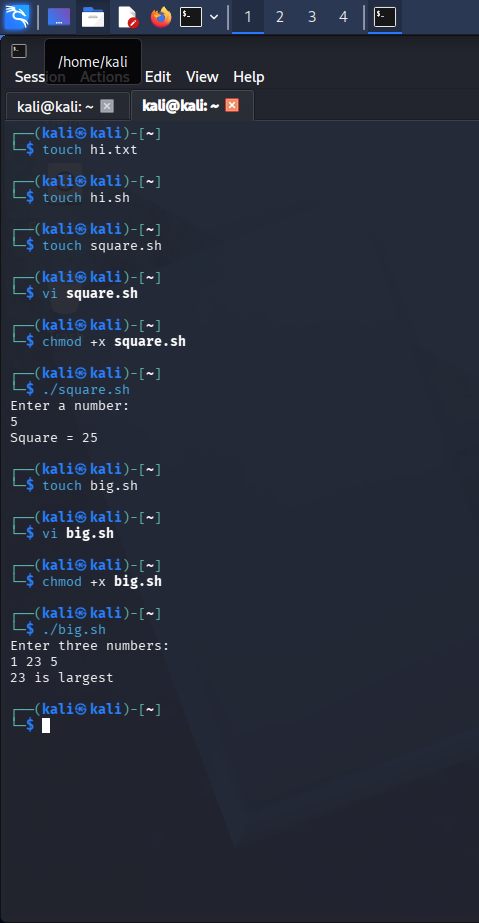 1 2 3 4
/home/kali
Session Actions Edit View Help
kali@kali: ~ kali@kali: ~
┌──(kali㉿kali)-[~]
└─$ touch hi.txt
┌──(kali㉿kali)-[~]
└─$ touch hi.sh
┌──(kali㉿kali)-[~]
└─$ touch square.sh
┌──(kali㉿kali)-[~]
└─$ vi square.sh
┌──(kali㉿kali)-[~]
└─$ chmod +x square.sh
┌──(kali㉿kali)-[~]
└─$ ./square.sh
Enter a number:
5
Square = 25
┌──(kali㉿kali)-[~]
└─$ touch big.sh
┌──(kali㉿kali)-[~]
└─$ vi big.sh
┌──(kali㉿kali)-[~]
└─$ chmod +x big.sh
┌──(kali㉿kali)-[~]
└─$ ./big.sh
Enter three numbers:
1 23 5
23 is largest
┌──(kali㉿kali)-[~]
└─$